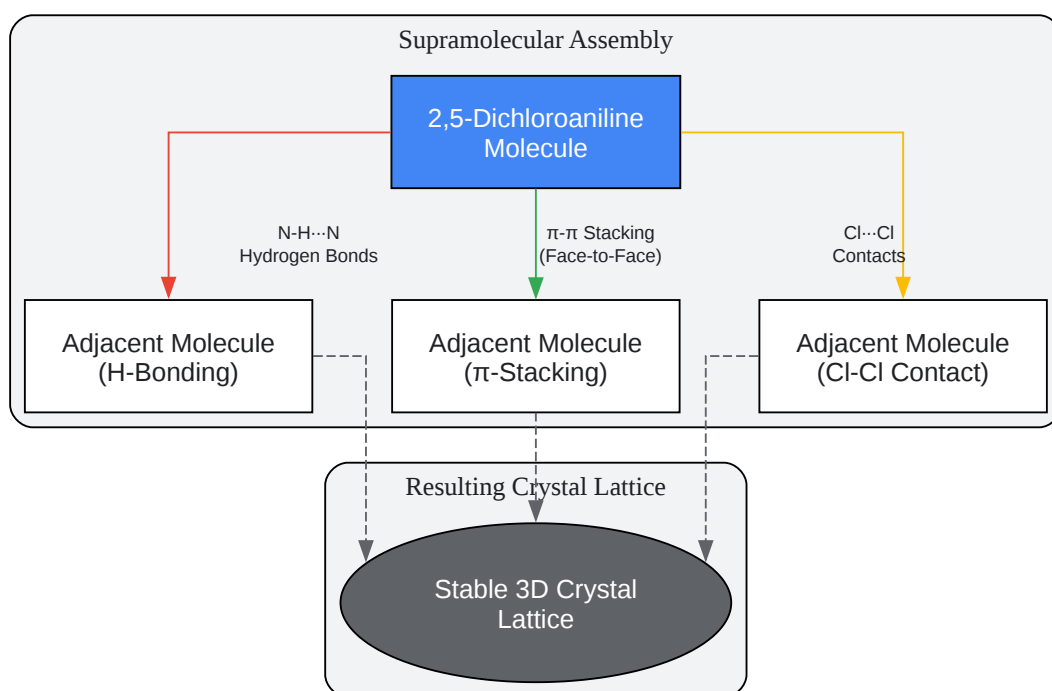 Supramolecular Assembly
2,5-Dichloroaniline
Molecule
N-H···N
Hydrogen Bonds
π-π Stacking
(Face-to-Face)
Cl···Cl
Contacts
Adjacent Molecule
(H-Bonding)
Adjacent Molecule
(π-Stacking)
Adjacent Molecule
(Cl-Cl Contact)
Resulting Crystal Lattice
Stable 3D Crystal
Lattice